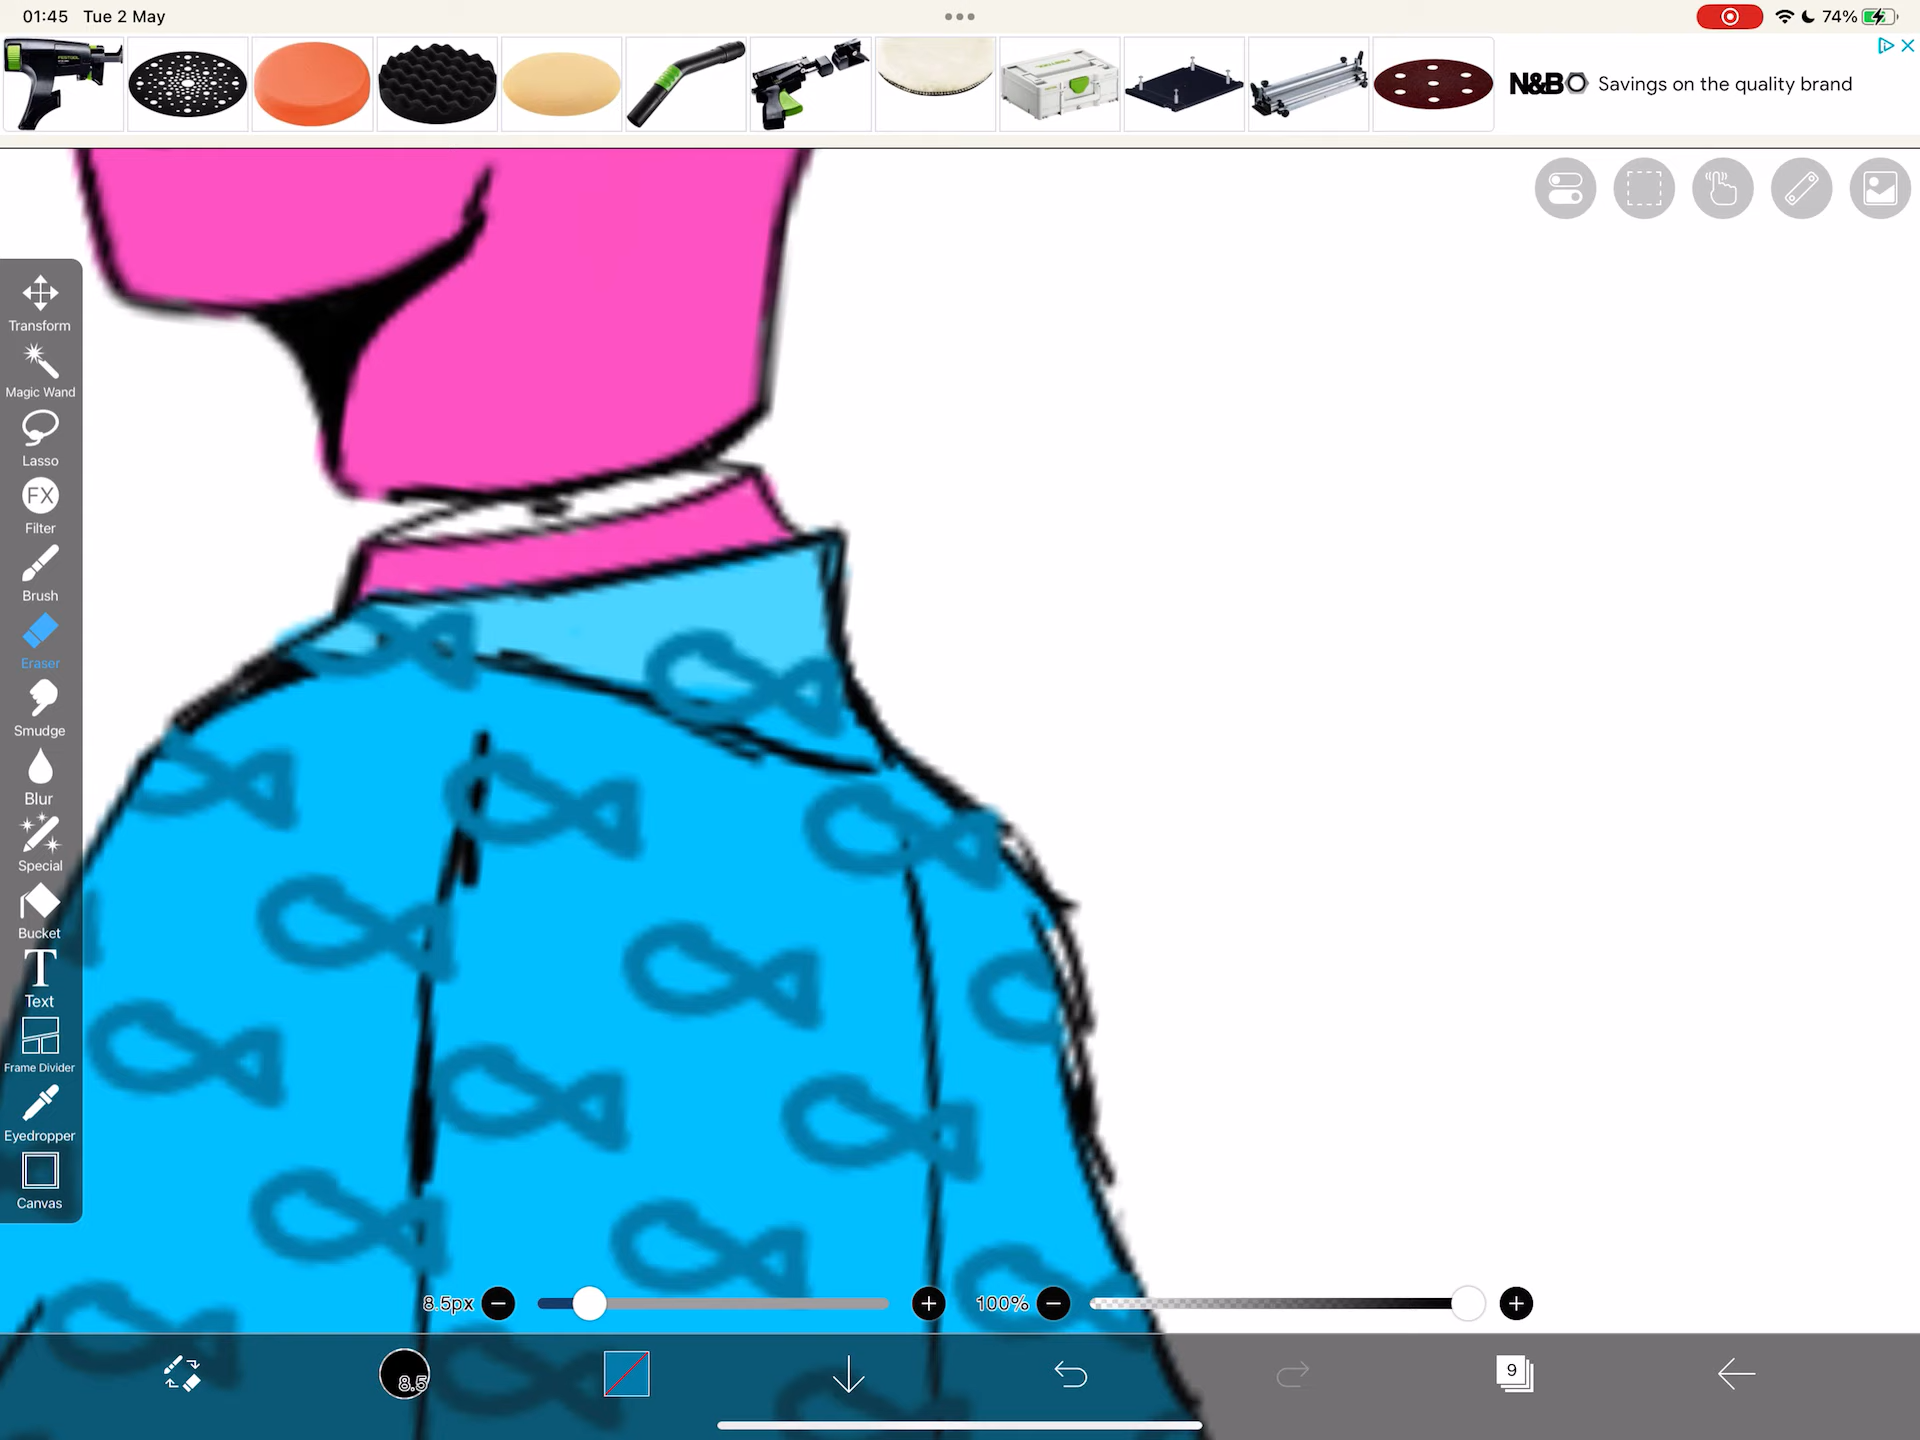 01:45 Tue 2 May
74%
N&B Savings on the quality brand
Transform
Magic Wand
Lasso
FX
Filter
Brush
Eraser
Smudge
Blur
Special
Bucket
T
Text
Frame Divider
Eyedropper
Canvas
8.5px
100%
8.5
9